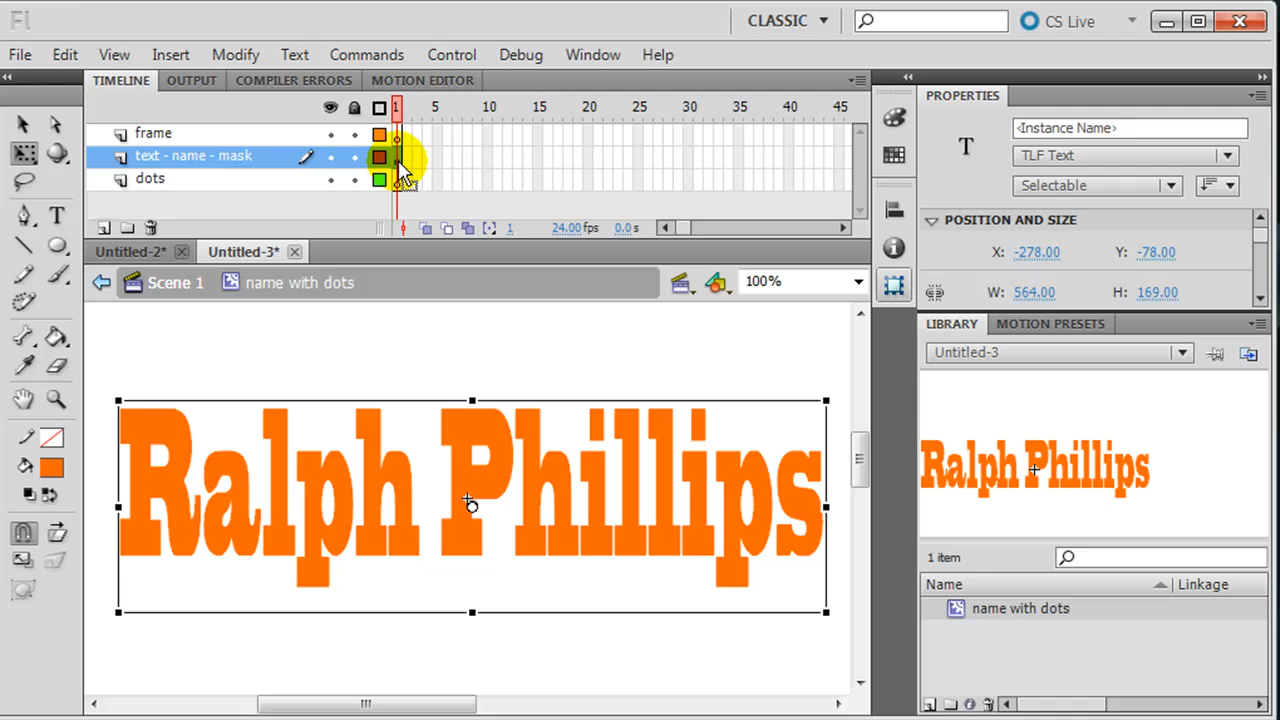 Fl
CLASSIC
CS Live
File Edit View Insert Modify Text Commands Control Debug Window Help
TIMELINE OUTPUT COMPILER ERRORS MOTION EDITOR
1 5 10 15 20 25 30 35 40 45
frame
text - name - mask
dots
1 24.00 fps 0.0 s
Untitled-2* Untitled-3*
Scene 1 name with dots 100%
Ralph Phillips
PROPERTIES
T <Instance Name>
TLF Text
Selectable
POSITION AND SIZE
X: -278.00 Y: -78.00
W: 564.00 H: 169.00
LIBRARY MOTION PRESETS
Untitled-3
Ralph Phillips
1 item
Name Linkage
name with dots